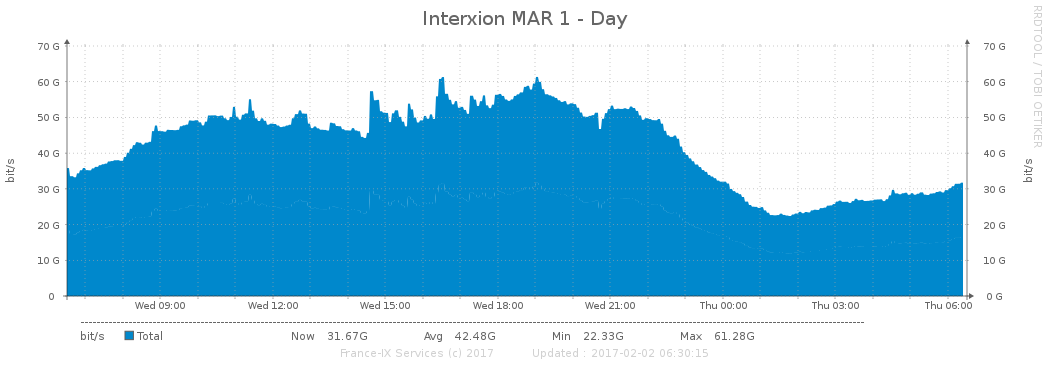 Interxion MAR 1 - Day
RRDTOOL / TOBI OETIKER
70 G 70 G
60 G 60 G
50 G 50 G
40 G 40 G
30 G 30 G
20 G 20 G
10 G 10 G
0 0 G
bit/s bit/s
Wed 09:00 Wed 12:00 Wed 15:00 Wed 18:00 Wed 21:00 Thu 00:00 Thu 03:00 Thu 06:00
bit/s Total Now 31.67G Avg 42.48G Min 22.33G Max 61.28G
France-IX Services (c) 2017 Updated : 2017-02-02 06:30:15